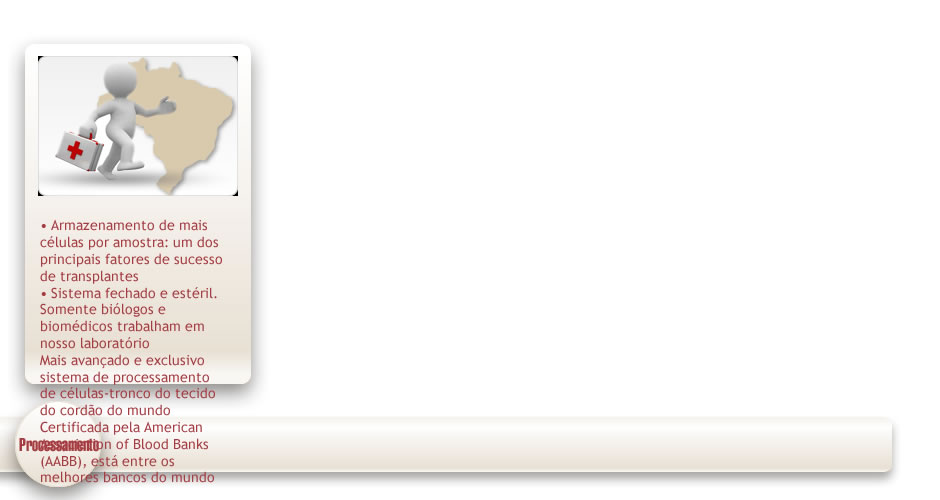 • Armazenamento de mais
células por amostra: um dos
principais fatores de sucesso
de transplantes
• Sistema fechado e estéril.
Somente biólogos e
biomédicos trabalham em
nosso laboratório
Mais avançado e exclusivo
sistema de processamento
de células-tronco do tecido
do cordão do mundo
Certificada pela American
Association of Blood Banks
(AABB), está entre os
melhores bancos do mundo
Processamento